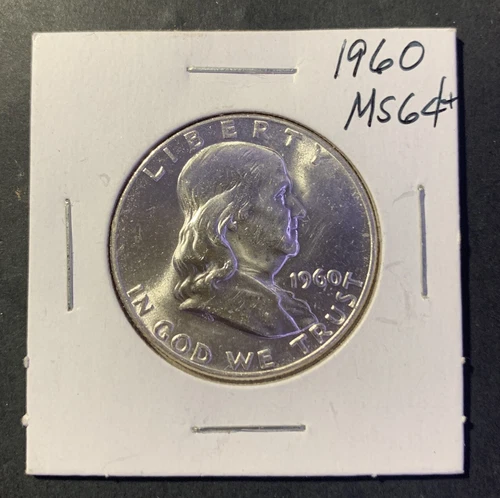 1960
MS64+
LIBERTY
1960
IN GOD WE TRUST